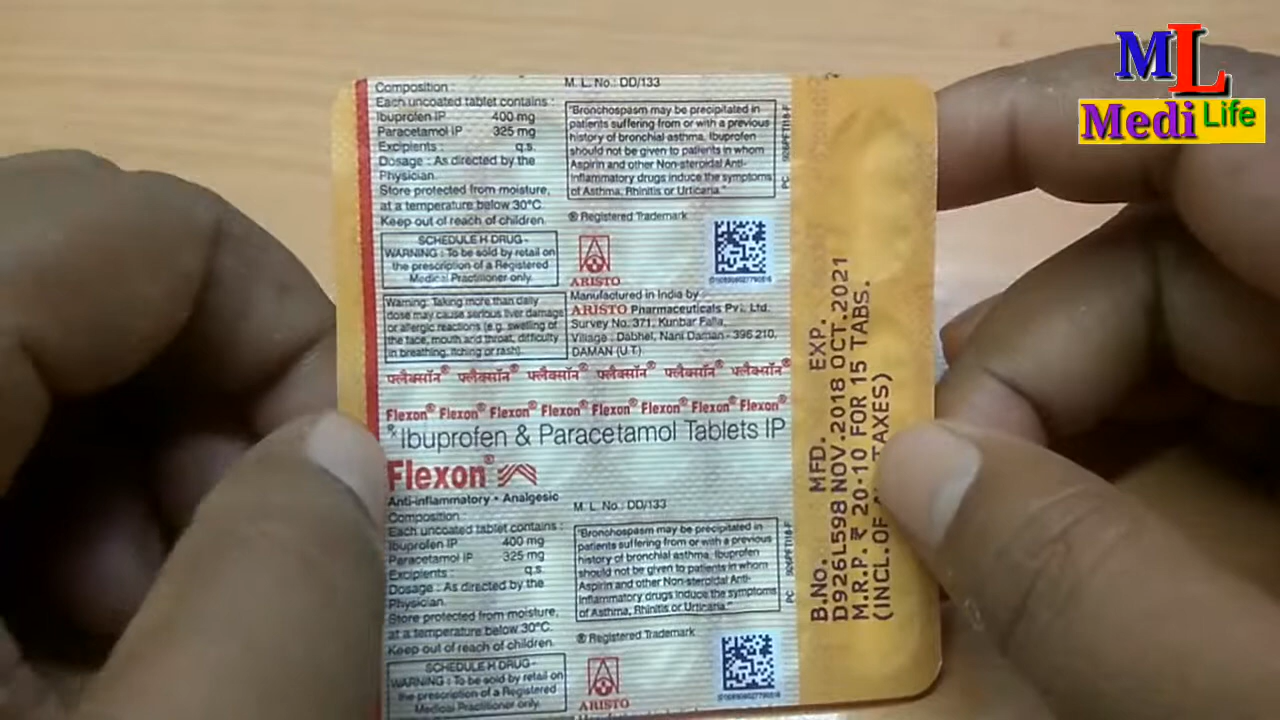 ML
Medi Life
Composition :
Each uncoated tablet contains :
Ibuprofen IP 400 mg
Paracetamol IP 325 mg
Excipients : q.s.
Dosage : As directed by the
Physician.
Store protected from moisture,
at a temperature below 30°C.
Keep out of reach of children.
SCHEDULE H DRUG -
WARNING : To be sold by retail on
the prescription of a Registered
Medical Practitioner only.
Warning: Taking more than daily
dose may cause serious liver damage
or allergic reactions (e.g. swelling of
the face, mouth and throat, difficulty
in breathing, itching or rash).
M. L. No.: DD/133
"Bronchospasm may be precipitated in
patients suffering from or with a previous
history of bronchial asthma. Ibuprofen
should not be given to patients in whom
Aspirin and other Non-steroidal Anti-
inflammatory drugs induce the symptoms
of Asthma, Rhinitis or Urticaria."
® Registered Trademark
ARISTO
Manufactured in India by :
ARISTO Pharmaceuticals Pvt. Ltd.
Survey No. 371, Kunbar Falia,
Village : Dabhel, Nani Daman - 396 210,
DAMAN (U.T.)
फ्लैक्सॉन® फ्लैक्सॉन® फ्लैक्सॉन® फ्लैक्सॉन® फ्लैक्सॉन® फ्लैक्सॉन®
Flexon® Flexon® Flexon® Flexon® Flexon® Flexon® Flexon® Flexon®
℞ Ibuprofen & Paracetamol Tablets IP
Flexon®
Anti-inflammatory • Analgesic
Composition :
Each uncoated tablet contains :
Ibuprofen IP 400 mg
Paracetamol IP 325 mg
Excipients : q.s.
Dosage : As directed by the
Physician.
Store protected from moisture,
at a temperature below 30°C.
Keep out of reach of children.
SCHEDULE H DRUG -
WARNING : To be sold by retail on
the prescription of a Registered
Medical Practitioner only.
M. L. No.: DD/133
"Bronchospasm may be precipitated in
patients suffering from or with a previous
history of bronchial asthma. Ibuprofen
should not be given to patients in whom
Aspirin and other Non-steroidal Anti-
inflammatory drugs induce the symptoms
of Asthma, Rhinitis or Urticaria."
® Registered Trademark
ARISTO
B.No. MFD. EXP.
D926L598 NOV.2018 OCT.2021
M.R.P. ₹ 20-10 FOR 15 TABS.
(INCL.OF TAXES)